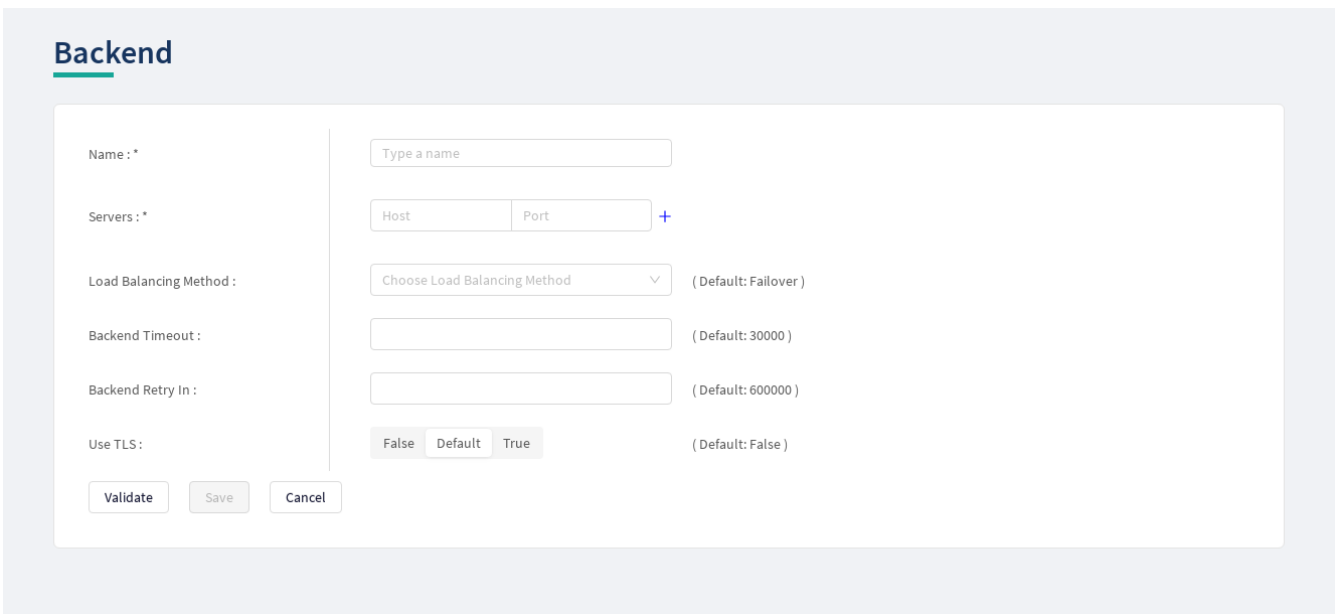 Backend
Name : * Type a name
Servers : * Host Port +
Load Balancing Method : Choose Load Balancing Method ( Default: Failover )
Backend Timeout : ( Default: 30000 )
Backend Retry In : ( Default: 600000 )
Use TLS : False Default True ( Default: False )
Validate Save Cancel